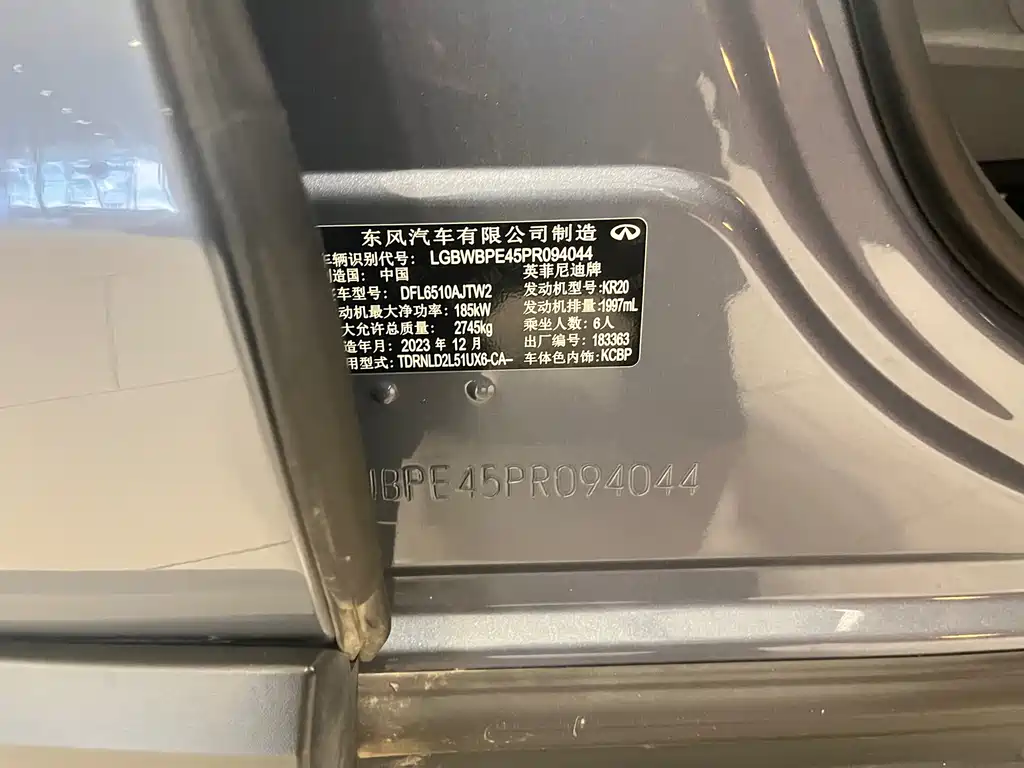 东风汽车有限公司制造
车辆识别代号: LGBWBPE45PR094044
制造国: 中国 英菲尼迪牌
车型号: DFL6510AJTW2 发动机型号: KR20
动机最大净功率: 185kW 发动机排量: 1997mL
大允许总质量: 2745kg 乘坐人数: 6人
造年月: 2023 年 12 月 出厂编号: 183363
用型式: TDRNLD2L51UX6-CA- 车体色内饰: KCBP
BPE45PR094044